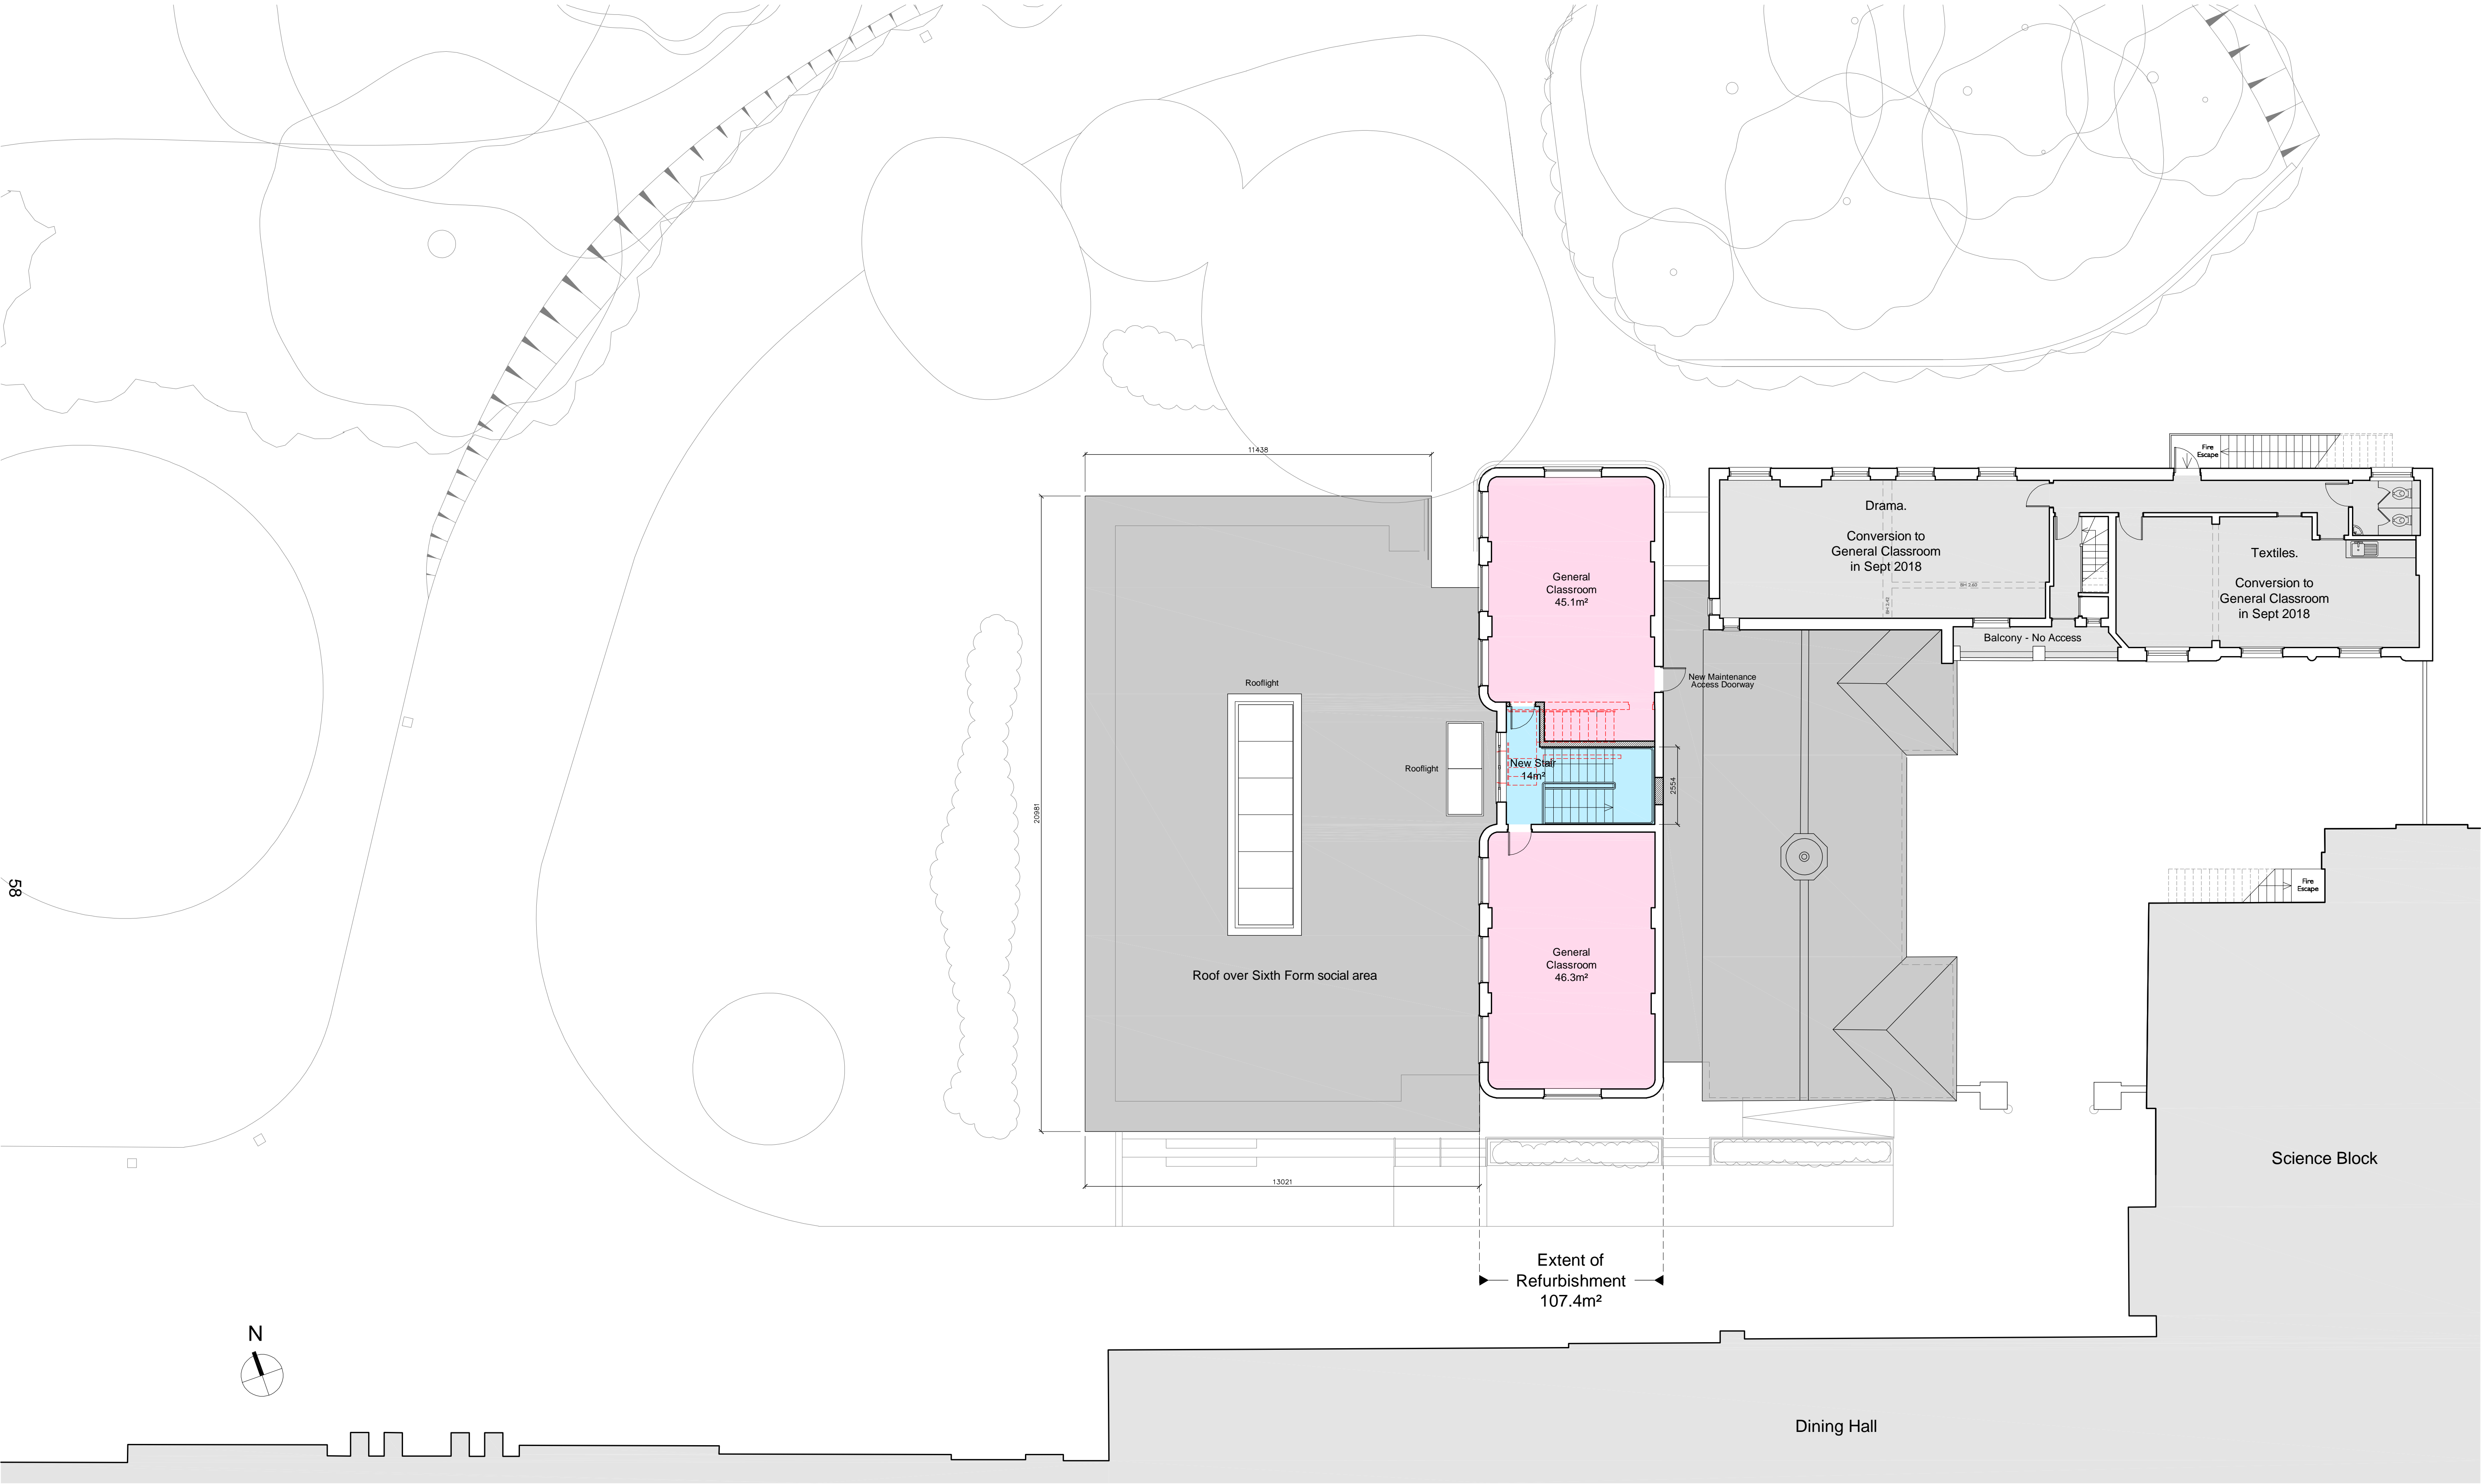 Fire
Escape
11438
Drama.
Conversion to
General Classroom
in Sept 2018
Textiles.
Conversion to
General Classroom
in Sept 2018
General
Classroom
45.1m²
Balcony - No Access
New Maintenance
Access Doorway
Rooflight
Rooflight
New Stair
14m²
2554
20981
58
Fire
Escape
General
Classroom
46.3m²
Roof over Sixth Form social area
Science Block
13021
Extent of
Refurbishment
107.4m²
N
Dining Hall